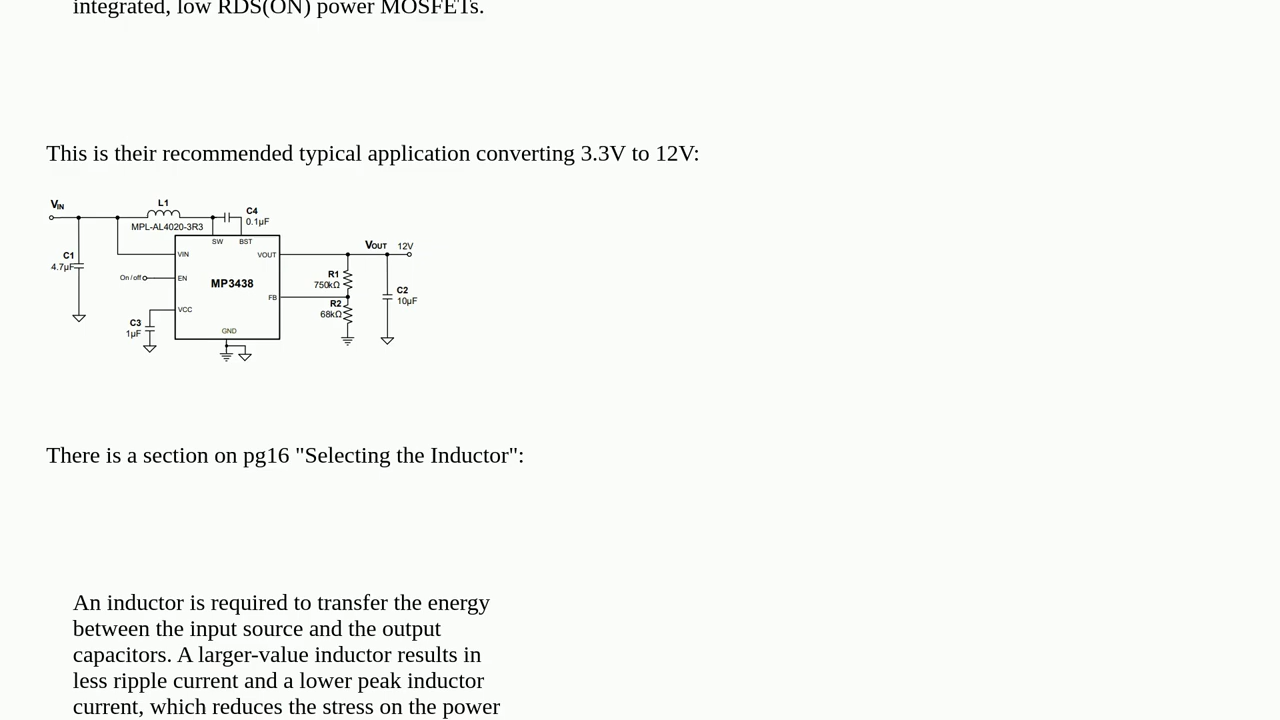 integrated, low RDS(ON) power MOSFETs.
This is their recommended typical application converting 3.3V to 12V:
VIN
L1
MPL-AL4020-3R3
C4
0.1µF
SW BST
C1
4.7µF
VIN
VOUT
VOUT 12V
On/off
EN
MP3438
R1
750kΩ
C2
10µF
FB
R2
68kΩ
VCC
C3
1µF
GND
There is a section on pg16 "Selecting the Inductor":
An inductor is required to transfer the energy
between the input source and the output
capacitors. A larger-value inductor results in
less ripple current and a lower peak inductor
current, which reduces the stress on the power